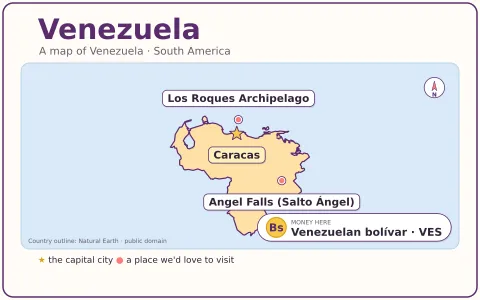 Venezuela
A map of Venezuela · South America
Los Roques Archipelago
N
Caracas
Angel Falls (Salto Ángel)
Bs
MONEY HERE
Venezuelan bolívar · VES
Country outline: Natural Earth · public domain
★ the capital city ● a place we'd love to visit